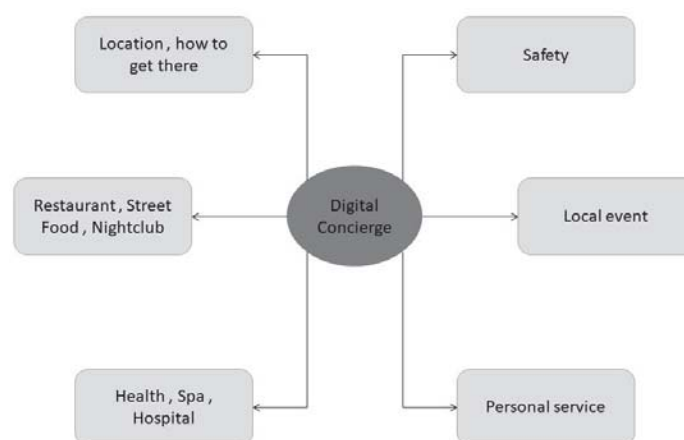 Location , how to
get there
Safety
Restaurant , Street
Food , Nightclub
Digital
Concierge
Local event
Health , Spa ,
Hospital
Personal service